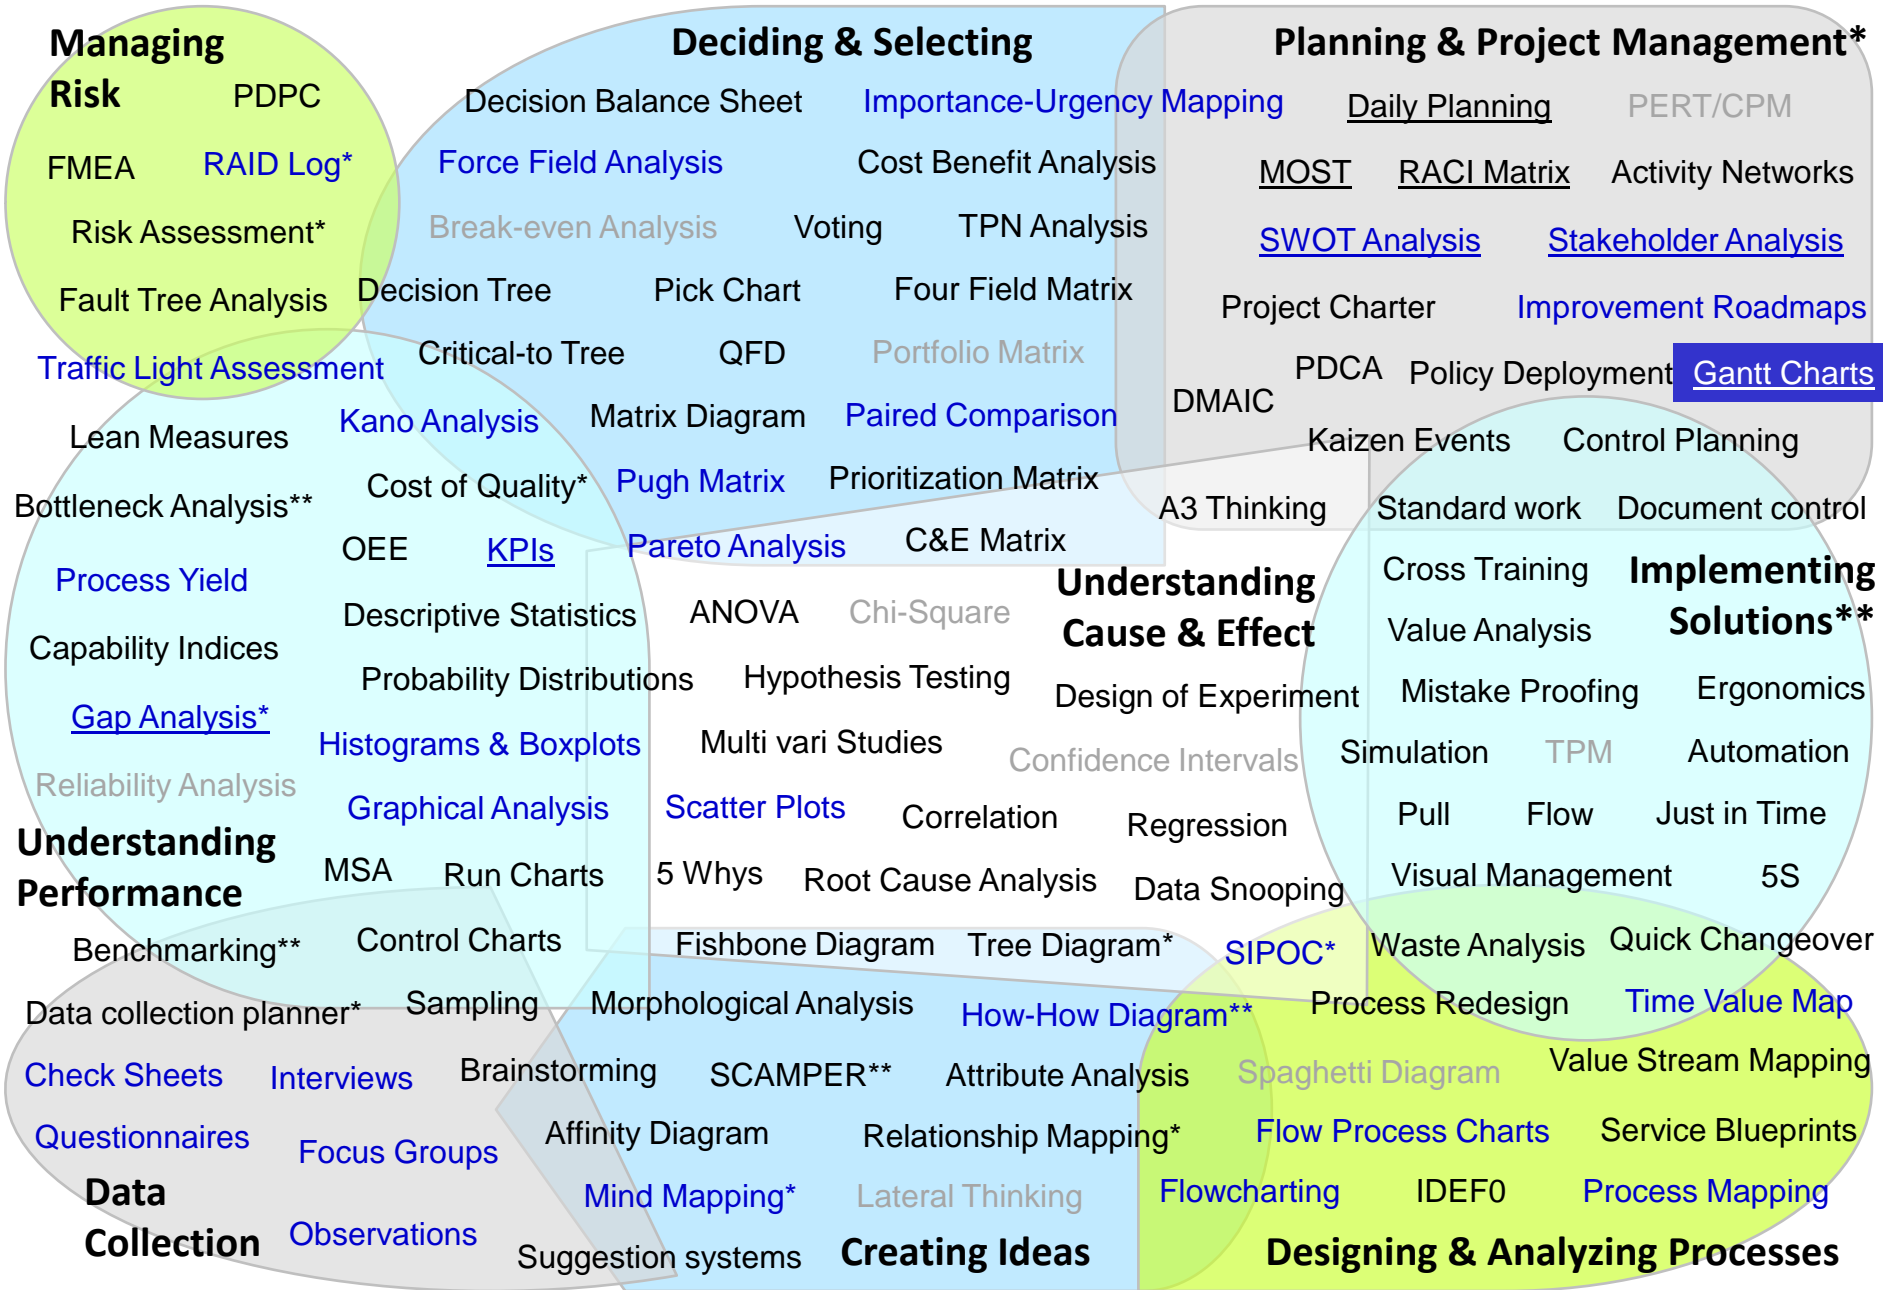 Managing
Risk
PDPC
FMEA
RAID Log*
Risk Assessment*
Fault Tree Analysis
Traffic Light Assessment
Deciding & Selecting
Decision Balance Sheet
Importance-Urgency Mapping
Force Field Analysis
Cost Benefit Analysis
Break-even Analysis
Voting
TPN Analysis
Decision Tree
Pick Chart
Four Field Matrix
Critical-to Tree
QFD
Portfolio Matrix
Kano Analysis
Matrix Diagram
Paired Comparison
Cost of Quality*
Pugh Matrix
Prioritization Matrix
Pareto Analysis
C&E Matrix
Planning & Project Management*
Daily Planning
PERT/CPM
MOST
RACI Matrix
Activity Networks
SWOT Analysis
Stakeholder Analysis
Project Charter
Improvement Roadmaps
PDCA
Policy Deployment
Gantt Charts
DMAIC
Kaizen Events
Control Planning
A3 Thinking
Standard work
Document control
Lean Measures
Bottleneck Analysis**
OEE
KPIs
Process Yield
Descriptive Statistics
Capability Indices
Probability Distributions
Gap Analysis*
Histograms & Boxplots
Reliability Analysis
Graphical Analysis
Understanding
Performance
MSA
Run Charts
Benchmarking**
Control Charts
Understanding
Cause & Effect
ANOVA
Chi-Square
Hypothesis Testing
Design of Experiment
Multi vari Studies
Confidence Intervals
Scatter Plots
Correlation
Regression
5 Whys
Root Cause Analysis
Data Snooping
Fishbone Diagram
Tree Diagram*
SIPOC*
Implementing
Solutions**
Cross Training
Value Analysis
Mistake Proofing
Ergonomics
Simulation
TPM
Automation
Pull
Flow
Just in Time
Visual Management
5S
Waste Analysis
Quick Changeover
Data collection planner*
Sampling
Check Sheets
Interviews
Questionnaires
Focus Groups
Data
Collection
Observations
Morphological Analysis
How-How Diagram**
Brainstorming
SCAMPER**
Attribute Analysis
Affinity Diagram
Relationship Mapping*
Mind Mapping*
Lateral Thinking
Suggestion systems
Creating Ideas
Process Redesign
Time Value Map
Spaghetti Diagram
Value Stream Mapping
Flow Process Charts
Service Blueprints
Flowcharting
IDEF0
Process Mapping
Designing & Analyzing Processes